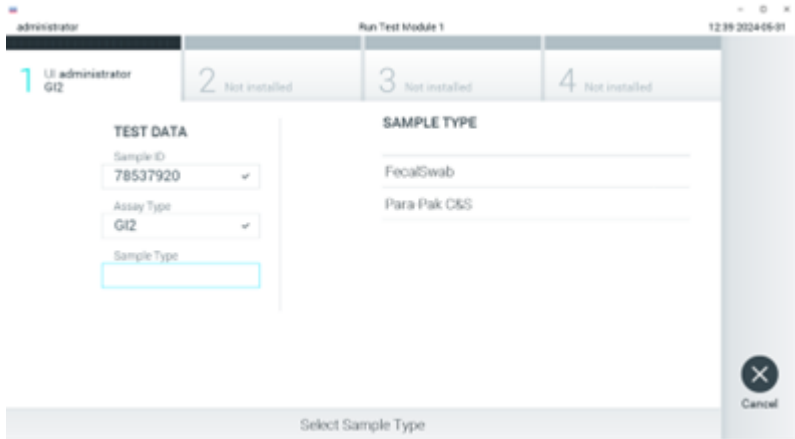 administrator
Run Test Module 1
12:39 2024-05-31
1 UI administrator
GI2
2 Not installed
3 Not installed
4 Not installed
TEST DATA
Sample ID
78537920
Assay Type
GI2
Sample Type
SAMPLE TYPE
FecalSwab
Para Pak C&S
Cancel
Select Sample Type